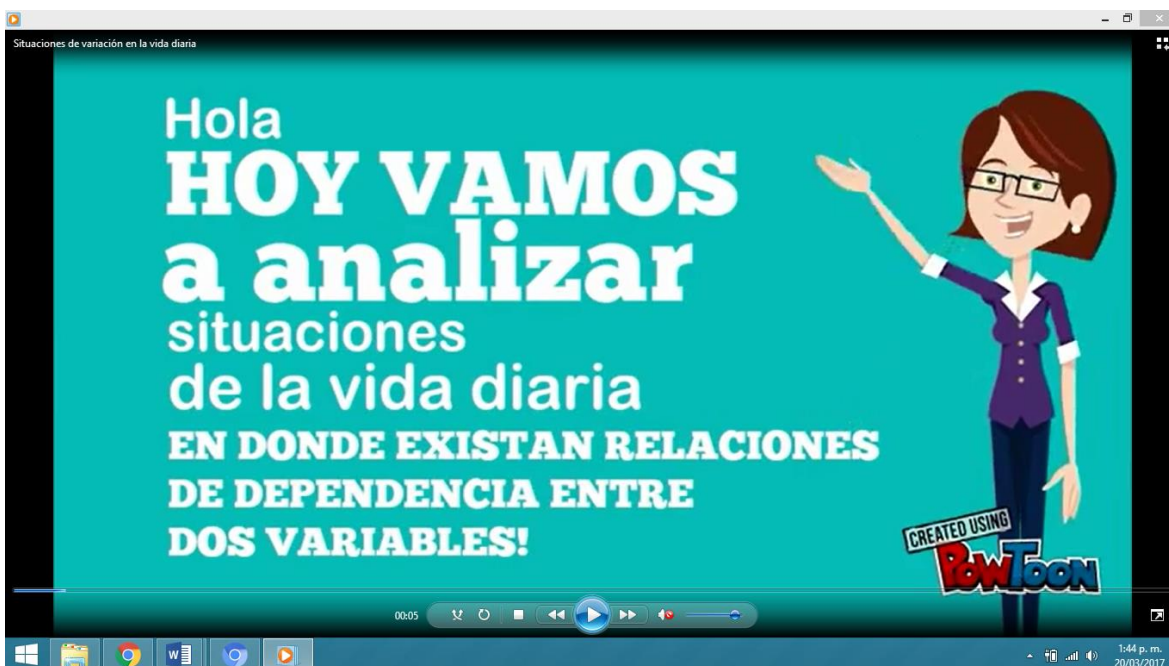 Situaciones de variación en la vida diaria
Hola
HOY VAMOS
a analizar
situaciones
de la vida diaria
EN DONDE EXISTAN RELACIONES
DE DEPENDENCIA ENTRE
DOS VARIABLES!
CREATED USING
POWTOON
00:05
1:44 p. m.
20/03/2017